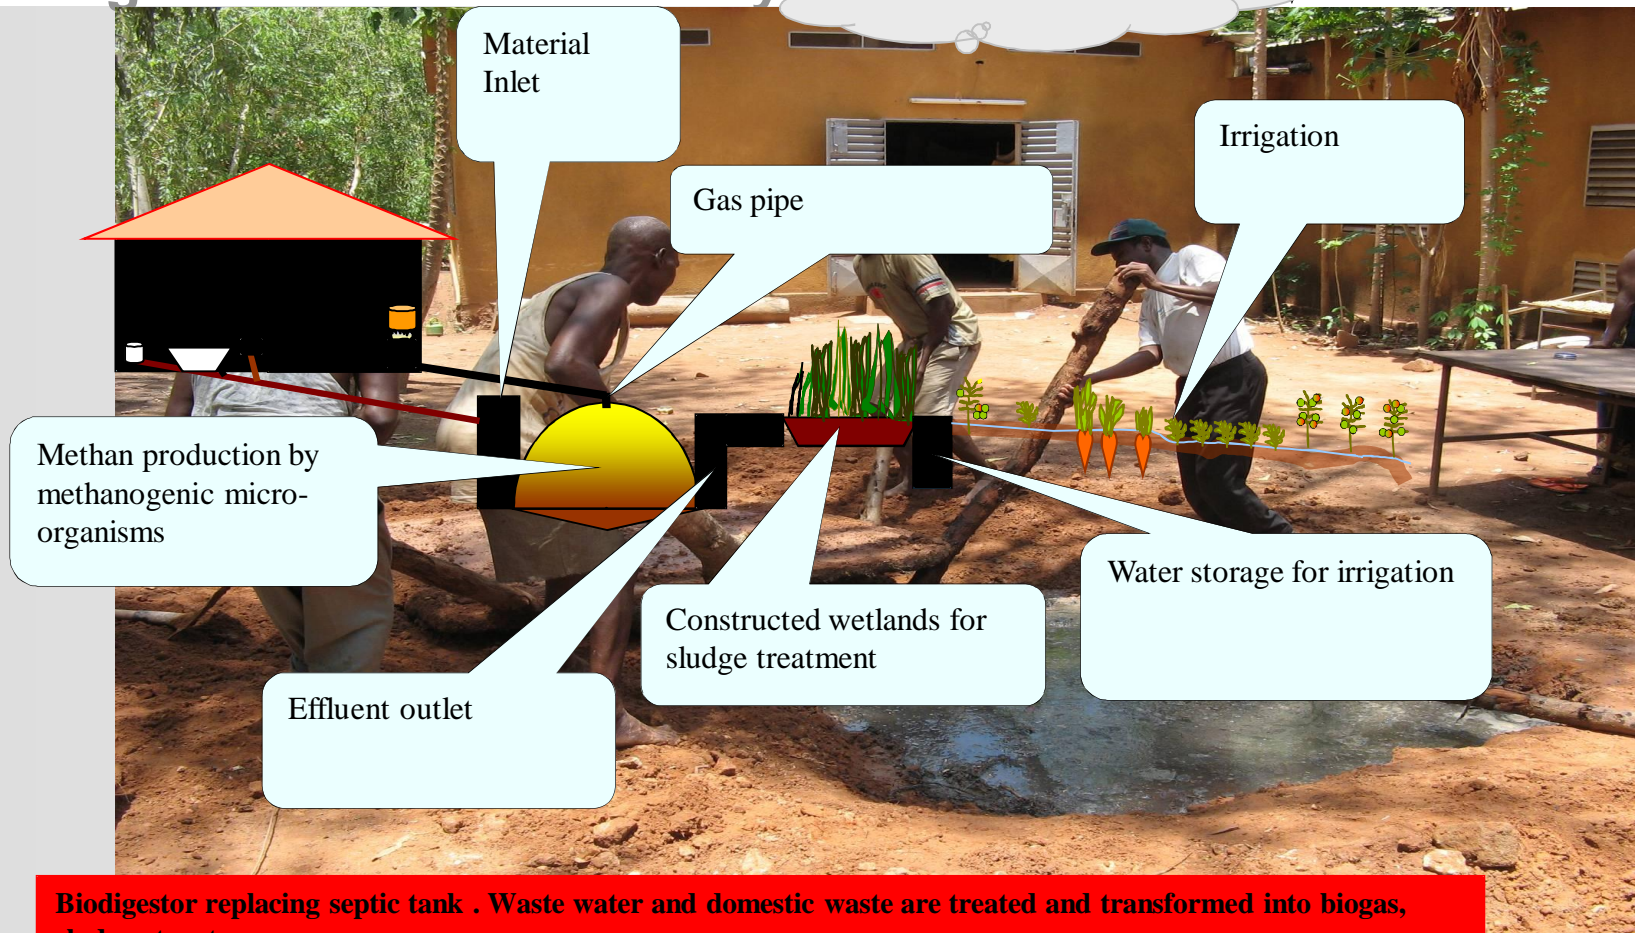 Material
Inlet
Gas pipe
Irrigation
Methan production by
methanogenic micro-
organisms
Water storage for irrigation
Constructed wetlands for
sludge treatment
Effluent outlet
Biodigestor replacing septic tank . Waste water and domestic waste are treated and transformed into biogas,